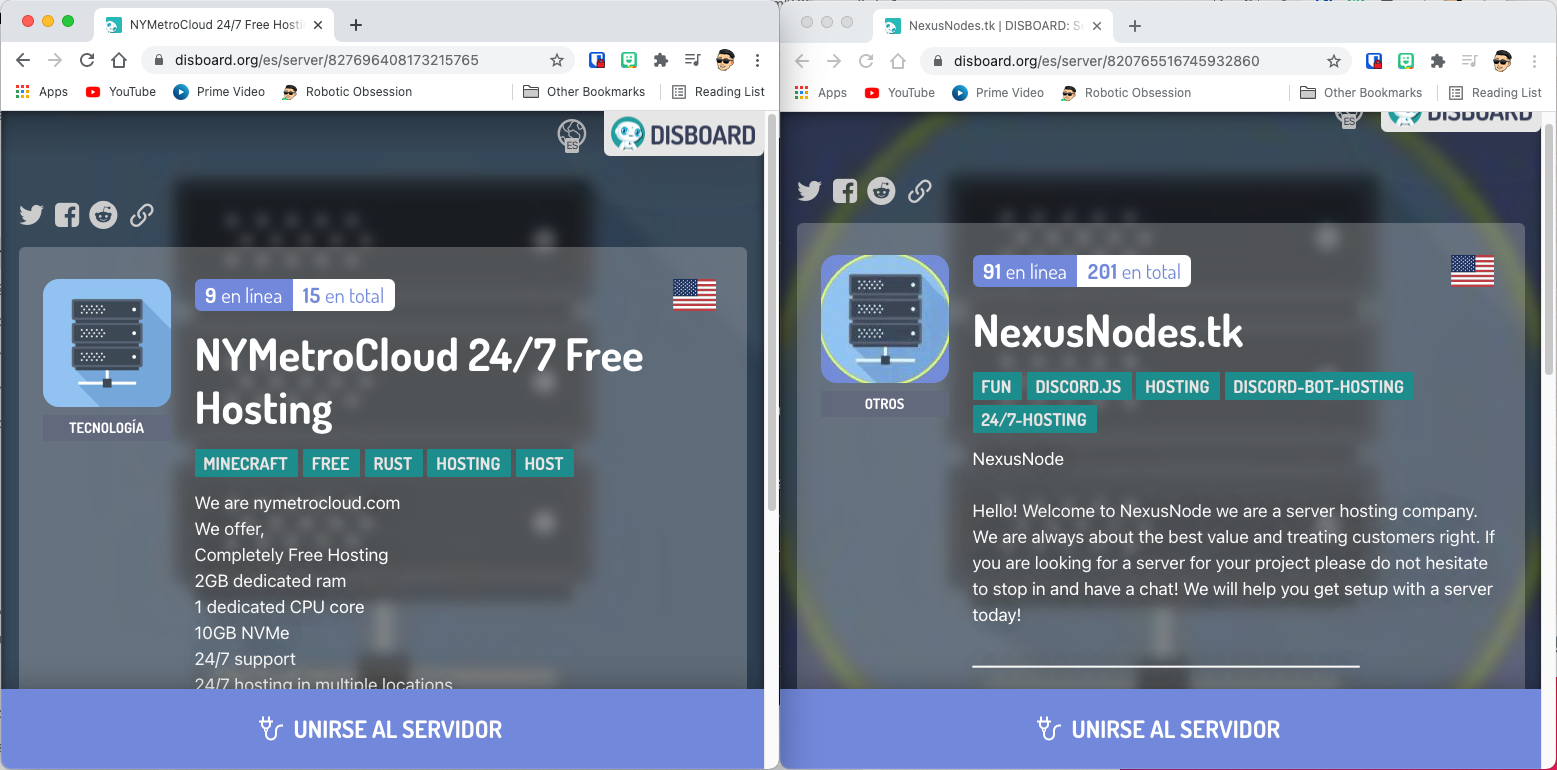 NYMetroCloud 24/7 Free Hosti
disboard.org/es/server/827696408173215765
Apps YouTube Prime Video Robotic Obsession Other Bookmarks Reading List
ES DISBOARD
9 en línea 15 en total
NYMetroCloud 24/7 Free
Hosting
TECNOLOGÍA
MINECRAFT FREE RUST HOSTING HOST
We are nymetrocloud.com
We offer,
Completely Free Hosting
2GB dedicated ram
1 dedicated CPU core
10GB NVMe
24/7 support
24/7 hosting in multiple locations
UNIRSE AL SERVIDOR
NexusNodes.tk | DISBOARD: Se
disboard.org/es/server/820765516745932860
Apps YouTube Prime Video Robotic Obsession Other Bookmarks Reading List
ES DISBOARD
91 en línea 201 en total
NexusNodes.tk
OTROS
FUN DISCORD.JS HOSTING DISCORD-BOT-HOSTING
24/7-HOSTING
NexusNode
Hello! Welcome to NexusNode we are a server hosting company.
We are always about the best value and treating customers right. If
you are looking for a server for your project please do not hesitate
to stop in and have a chat! We will help you get setup with a server
today!
UNIRSE AL SERVIDOR